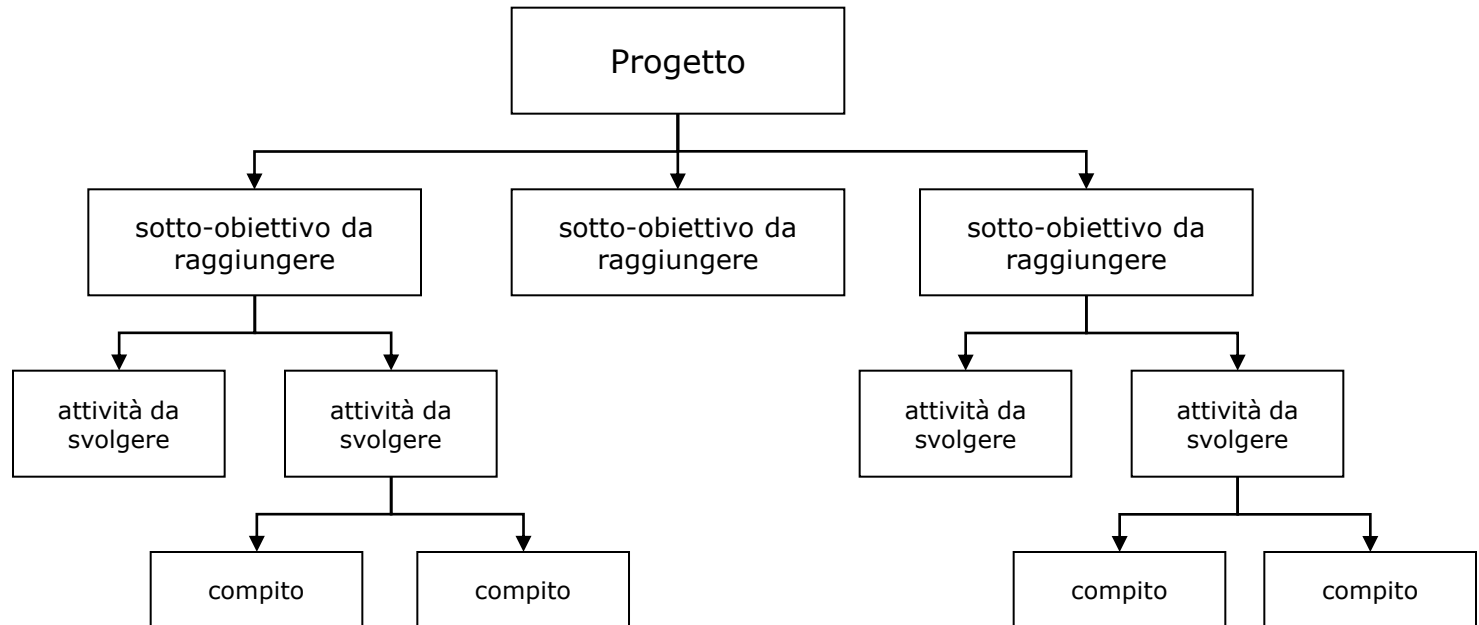 Progetto
sotto-obiettivo da
raggiungere
sotto-obiettivo da
raggiungere
sotto-obiettivo da
raggiungere
attività da
svolgere
attività da
svolgere
attività da
svolgere
attività da
svolgere
compito
compito
compito
compito